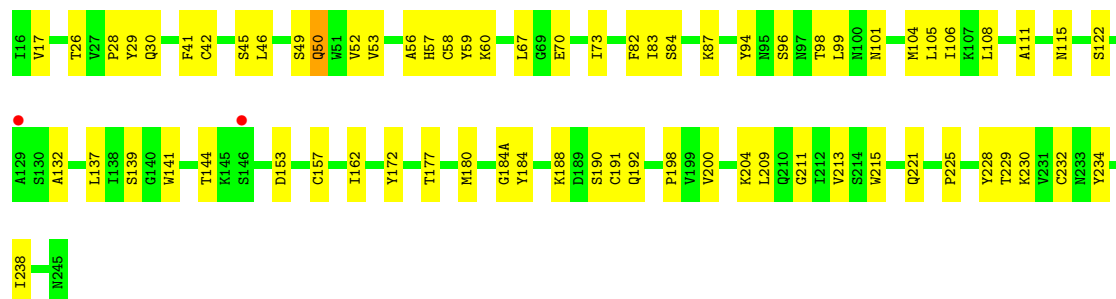 I16 V17 T26 V27 P28 Y29 Q30 F41 C42 S45 L46 S49 Q50 W51 V52 V53 A56 H57 C58 Y59 K60 L67 G69 E70 I73 F82 I83 S84 K87 Y94 N95 S96 N97 T98 L99 N100 N101 M104 L105 I106 K107 L108 A111 N115 S122
A129 S130 A132 L137 I138 S139 G140 W141 T144 K145 S146 D153 C157 I162 Y172 T177 M180 G184A Y184 K188 D189 S190 C191 Q192 P198 V199 V200 K204 L209 Q210 G211 I212 V213 S214 W215 Q221 P225 Y228 T229 K230 V231 C232 N233 Y234
I238 N245